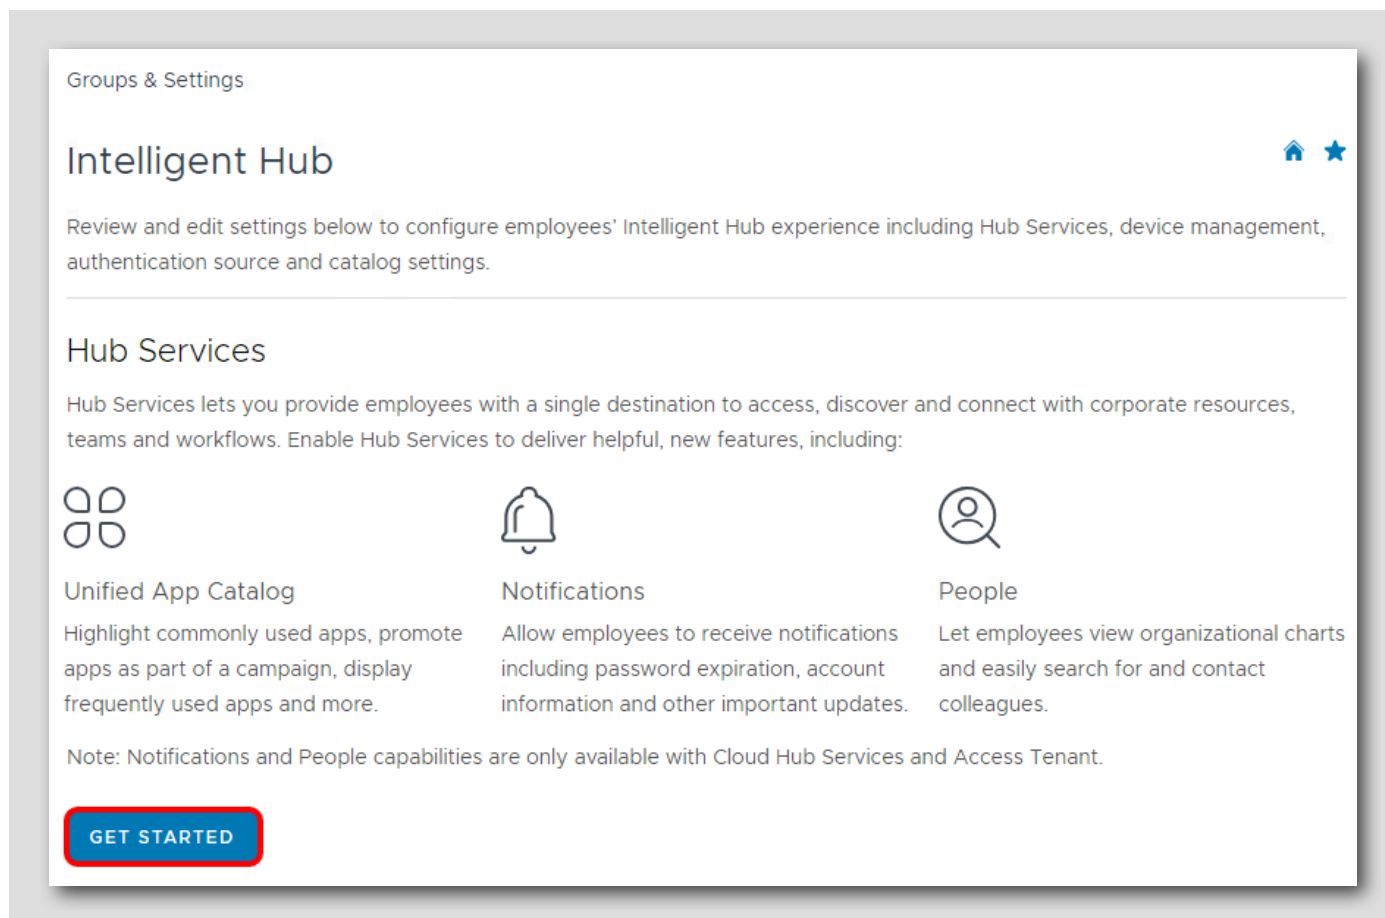 Groups & Settings
Intelligent Hub
Review and edit settings below to configure employees’ Intelligent Hub experience including Hub Services, device management,
authentication source and catalog settings.
Hub Services
Hub Services lets you provide employees with a single destination to access, discover and connect with corporate resources,
teams and workflows. Enable Hub Services to deliver helpful, new features, including:
Unified App Catalog
Highlight commonly used apps, promote
apps as part of a campaign, display
frequently used apps and more.
Notifications
Allow employees to receive notifications
including password expiration, account
information and other important updates.
People
Let employees view organizational charts
and easily search for and contact
colleagues.
Note: Notifications and People capabilities are only available with Cloud Hub Services and Access Tenant.
GET STARTED